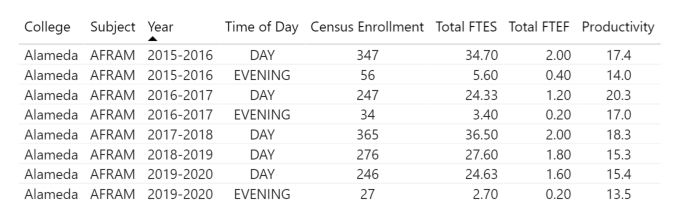 College Subject Year Time of Day Census Enrollment Total FTES Total FTEF Productivity
Alameda AFRAM 2015-2016 DAY 347 34.70 2.00 17.4
Alameda AFRAM 2015-2016 EVENING 56 5.60 0.40 14.0
Alameda AFRAM 2016-2017 DAY 247 24.33 1.20 20.3
Alameda AFRAM 2016-2017 EVENING 34 3.40 0.20 17.0
Alameda AFRAM 2017-2018 DAY 365 36.50 2.00 18.3
Alameda AFRAM 2018-2019 DAY 276 27.60 1.80 15.3
Alameda AFRAM 2019-2020 DAY 246 24.63 1.60 15.4
Alameda AFRAM 2019-2020 EVENING 27 2.70 0.20 13.5